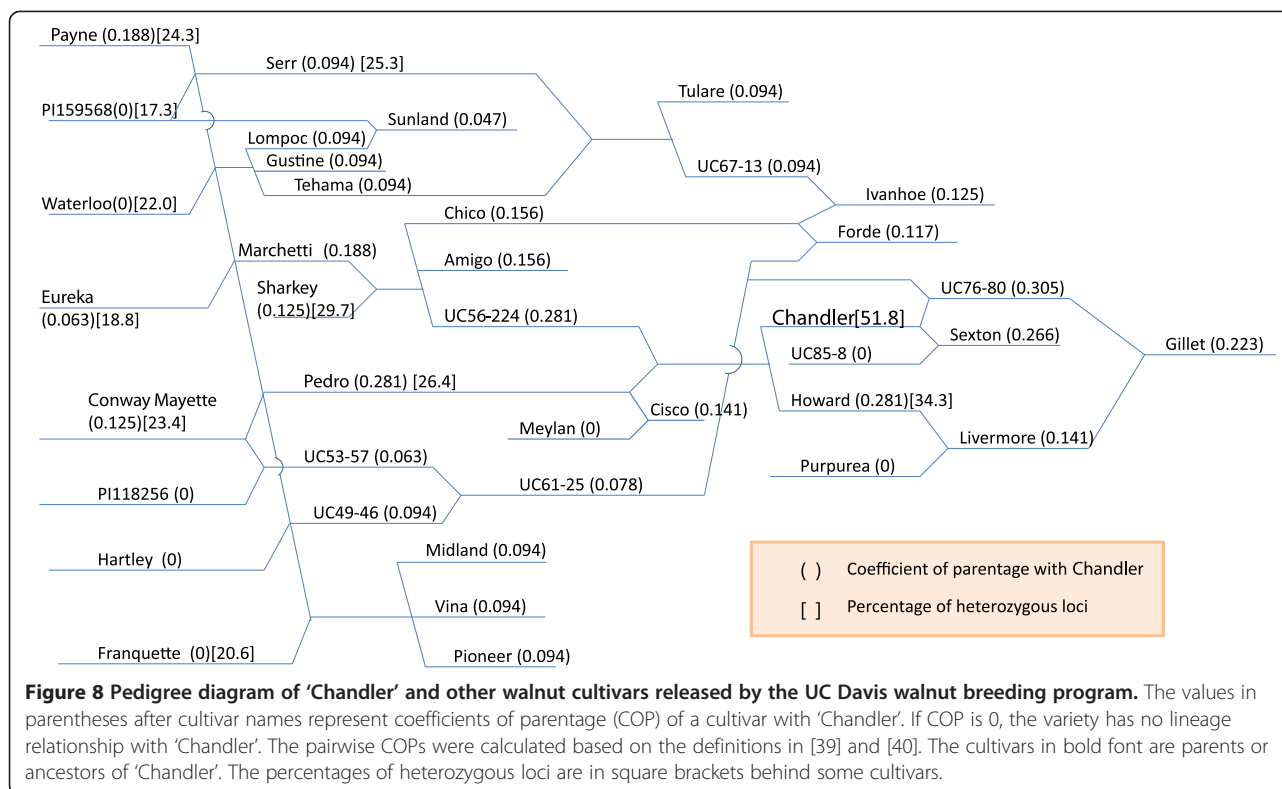 Payne (0.188)[24.3]
Serr (0.094) [25.3]
Tulare (0.094)
PI159568(0)[17.3]
Sunland (0.047)
Lompoc (0.094)
Gustine (0.094)
UC67-13 (0.094)
Tehama (0.094)
Ivanhoe (0.125)
Waterloo(0)[22.0]
Chico (0.156)
Forde (0.117)
Marchetti (0.188)
Amigo (0.156)
Sharkey
(0.125)[29.7]
UC76-80 (0.305)
Eureka
(0.063)[18.8]
UC56-224 (0.281)
Chandler[51.8]
Sexton (0.266)
Gillet (0.223)
UC85-8 (0)
Pedro (0.281) [26.4]
Howard (0.281)[34.3]
Conway Mayette
(0.125)[23.4]
Cisco (0.141)
Meylan (0)
Livermore (0.141)
UC53-57 (0.063)
Purpurea (0)
UC61-25 (0.078)
PI118256 (0)
UC49-46 (0.094)
Hartley (0)
Midland (0.094)
Vina (0.094)
Franquette (0)[20.6]
Pioneer (0.094)
( ) Coefficient of parentage with Chandler
[ ] Percentage of heterozygous loci
Figure 8 Pedigree diagram of ‘Chandler’ and other walnut cultivars released by the UC Davis walnut breeding program. The values in
parentheses after cultivar names represent coefficients of parentage (COP) of a cultivar with ‘Chandler’. If COP is 0, the variety has no lineage
relationship with ‘Chandler’. The pairwise COPs were calculated based on the definitions in [39] and [40]. The cultivars in bold font are parents or
ancestors of ‘Chandler’. The percentages of heterozygous loci are in square brackets behind some cultivars.